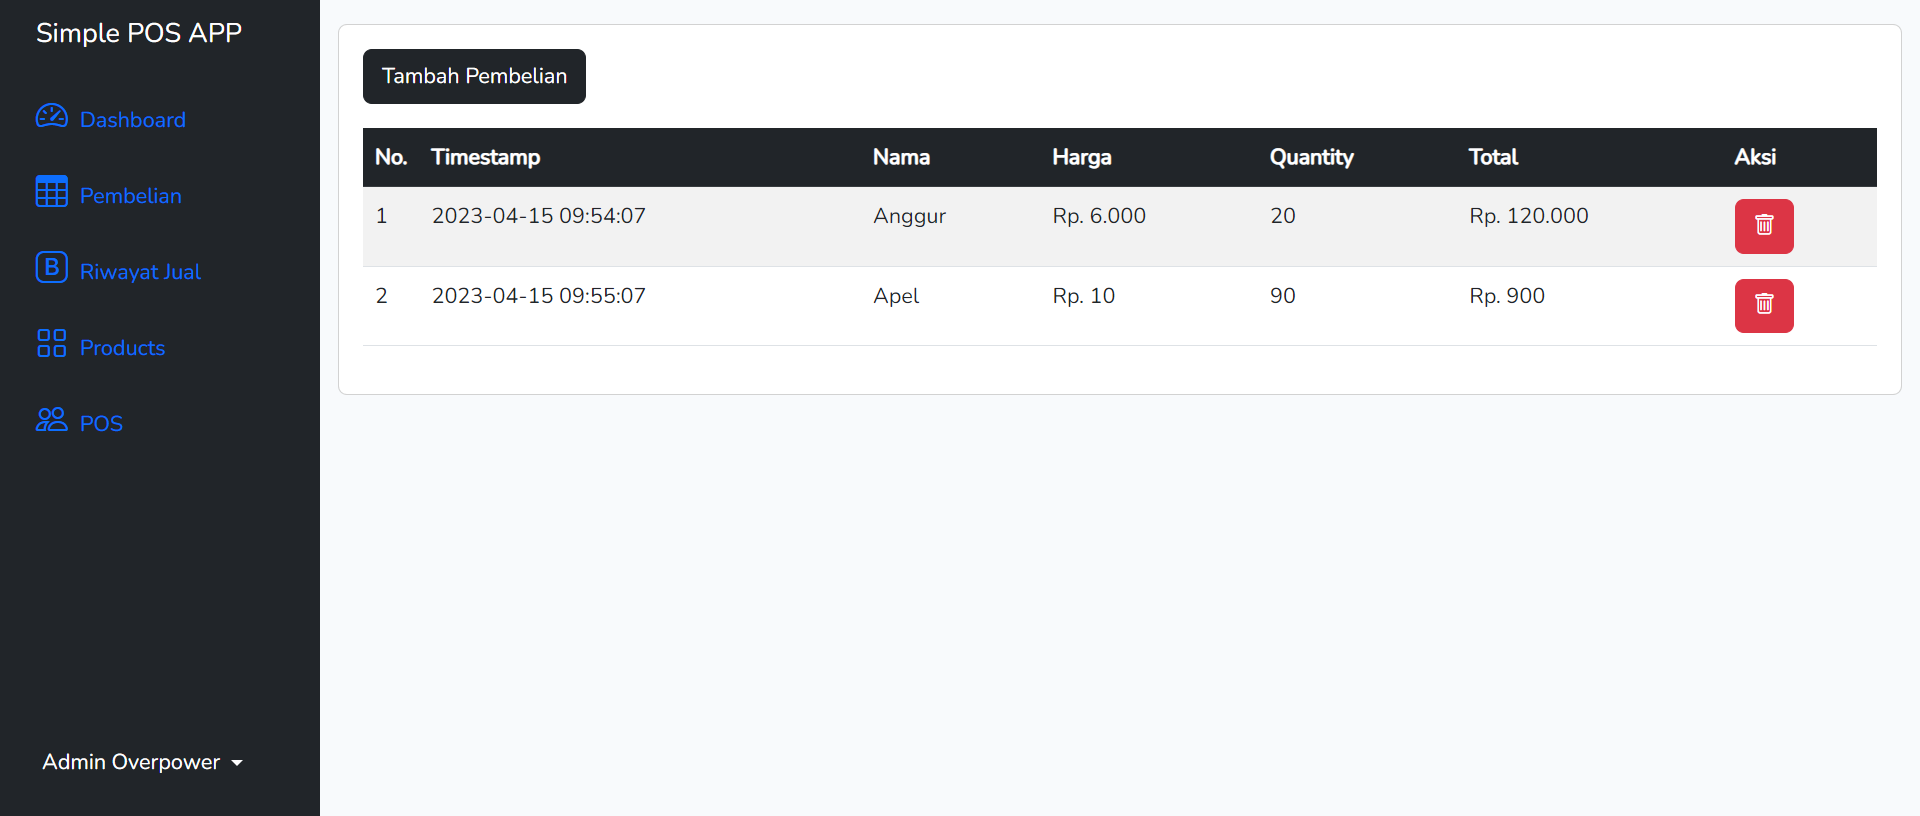 Simple POS APP
Dashboard
Pembelian
Riwayat Jual
Products
POS
Admin Overpower
Tambah Pembelian
No. Timestamp Nama Harga Quantity Total Aksi
1 2023-04-15 09:54:07 Anggur Rp. 6.000 20 Rp. 120.000
2 2023-04-15 09:55:07 Apel Rp. 10 90 Rp. 900